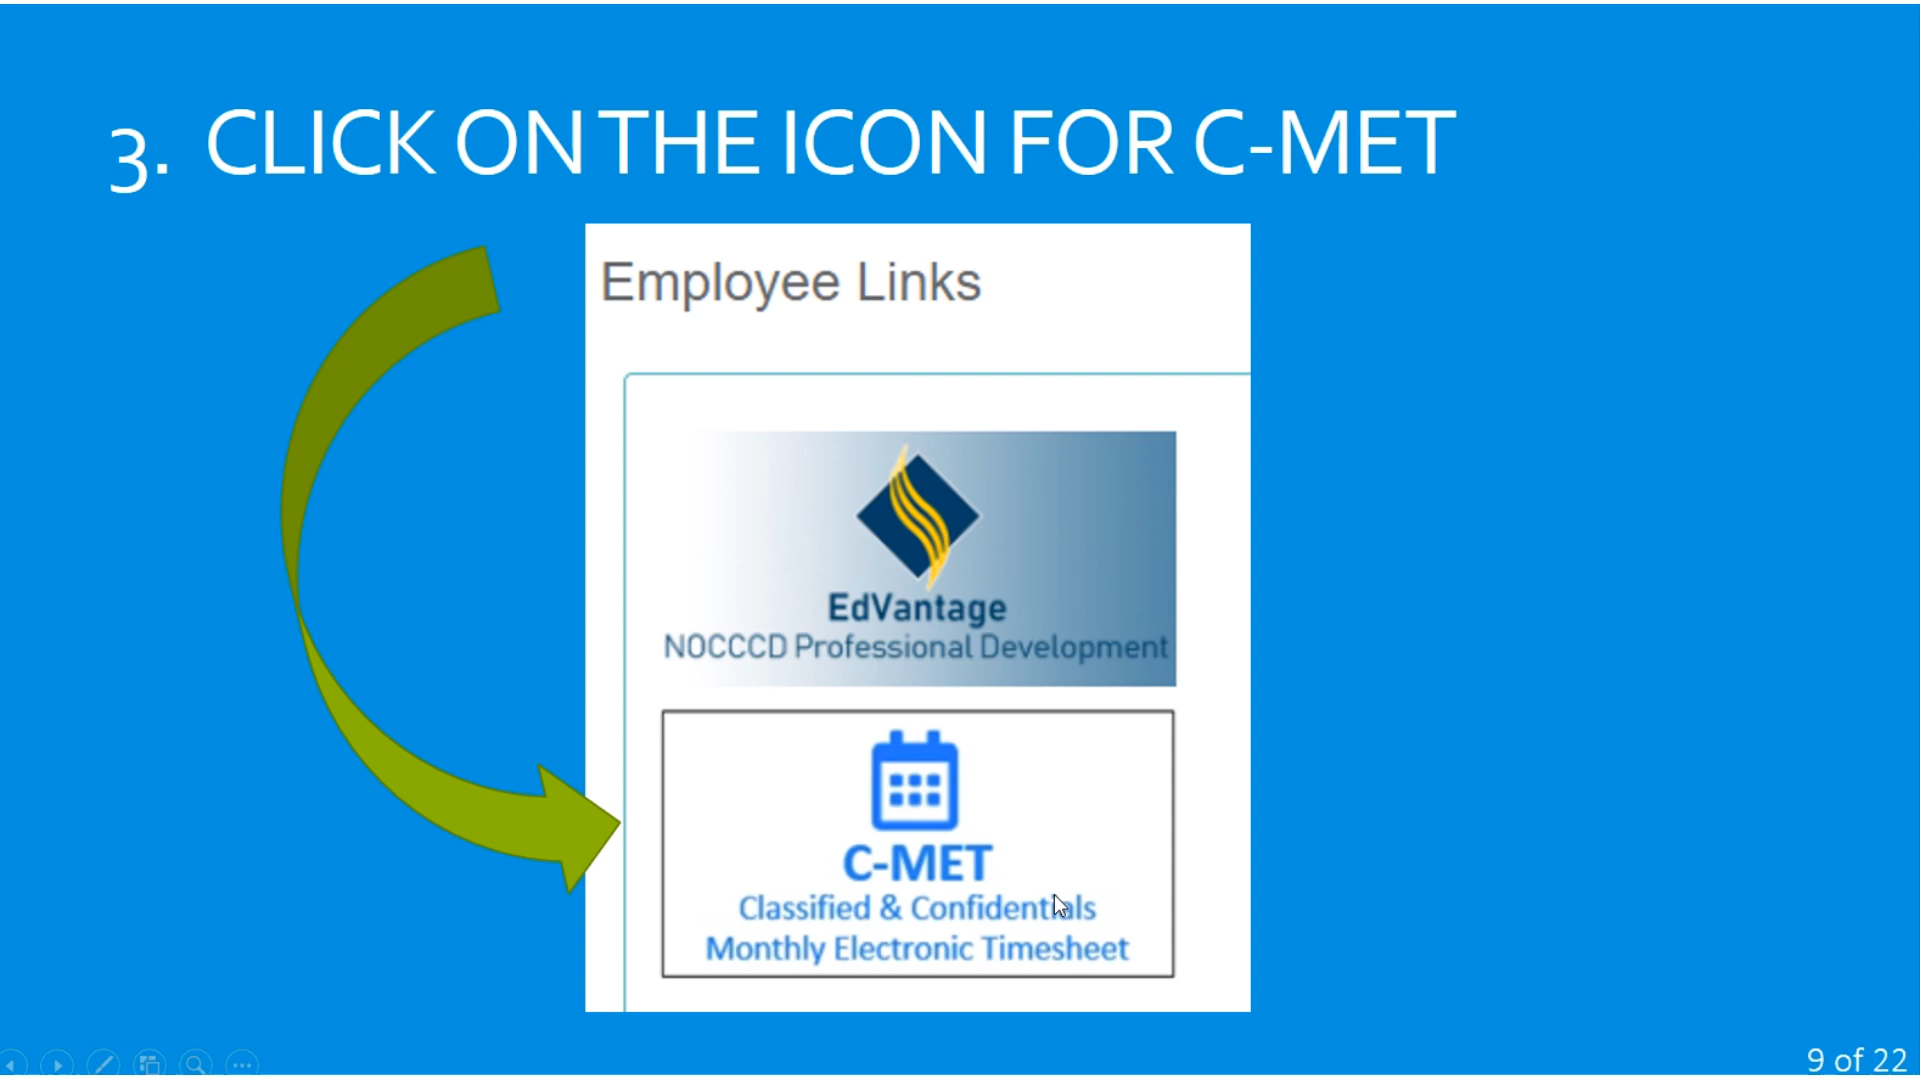 3. CLICK ON THE ICON FOR C-MET
Employee Links
EdVantage
NOCCCD Professional Development
C-MET
Classified & Confidentials
Monthly Electronic Timesheet
9 of 22